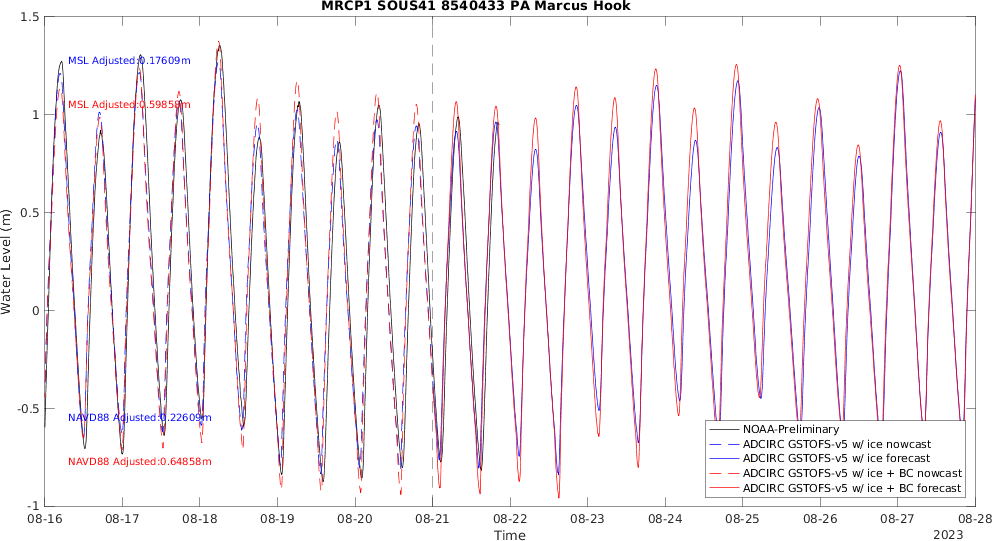 MRCP1 SOUS41 8540433 PA Marcus Hook
1.5
1
0.5
0
-0.5
-1
Water Level (m)
MSL Adjusted:0.17609m
MSL Adjusted:0.59858m
NAVD88 Adjusted:0.22609m
NAVD88 Adjusted:0.64858m
NOAA-Preliminary
ADCIRC GSTOFS-v5 w/ ice nowcast
ADCIRC GSTOFS-v5 w/ ice forecast
ADCIRC GSTOFS-v5 w/ ice + BC nowcast
ADCIRC GSTOFS-v5 w/ ice + BC forecast
08-16 08-17 08-18 08-19 08-20 08-21 08-22 08-23 08-24 08-25 08-26 08-27 08-28
Time
2023